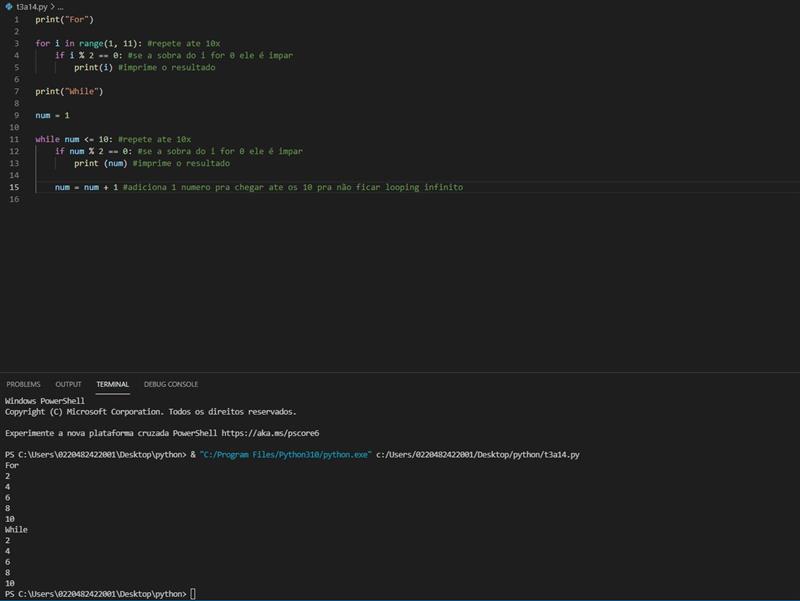 t3a14.py > ...
1 print("For")
2
3 for i in range(1, 11): #repete ate 10x
4 if i % 2 == 0: #se a sobra do i for 0 ele é impar
5 print(i) #imprime o resultado
6
7 print("While")
8
9 num = 1
10
11 while num <= 10: #repete ate 10x
12 if num % 2 == 0: #se a sobra do i for 0 ele é impar
13 print (num) #imprime o resultado
14
15 num = num + 1 #adiciona 1 numero pra chegar ate os 10 pra não ficar looping infinito
16
PROBLEMS OUTPUT TERMINAL DEBUG CONSOLE
Windows PowerShell
Copyright (C) Microsoft Corporation. Todos os direitos reservados.
Experimente a nova plataforma cruzada PowerShell https://aka.ms/pscore6
PS C:\Users\0220482422001\Desktop\python> & "C:/Program Files/Python310/python.exe" c:/Users/0220482422001/Desktop/python/t3a14.py
For
2
4
6
8
10
While
2
4
6
8
10
PS C:\Users\0220482422001\Desktop\python>